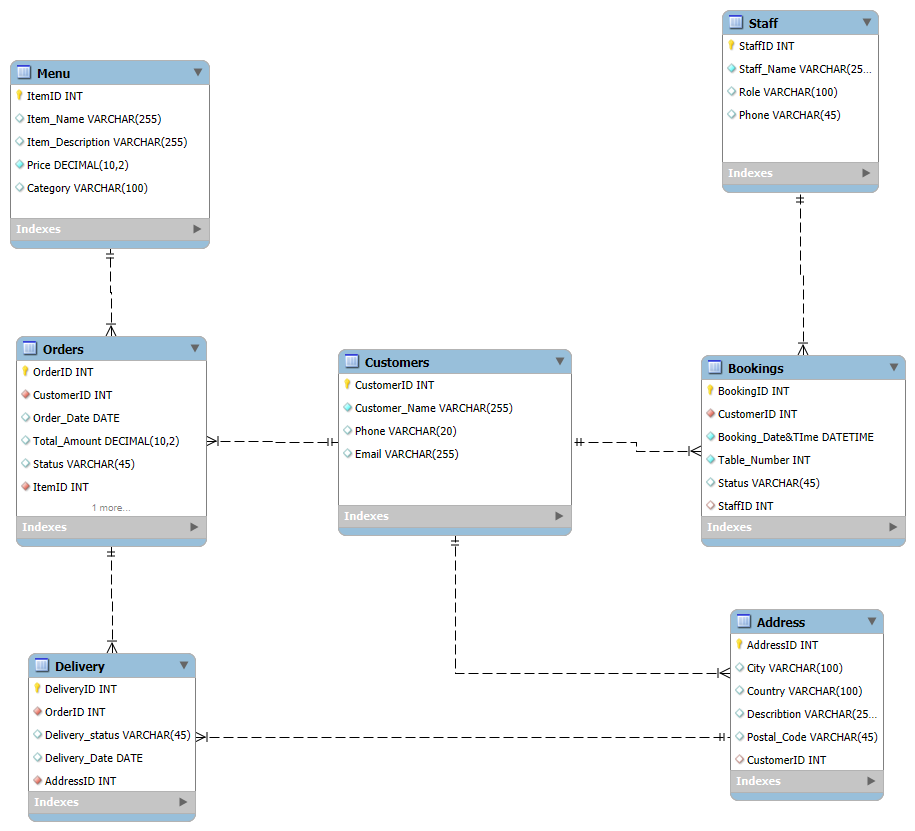 Staff
StaffID INT
Staff_Name VARCHAR(25...
Role VARCHAR(100)
Phone VARCHAR(45)
Indexes
Menu
ItemID INT
Item_Name VARCHAR(255)
Item_Description VARCHAR(255)
Price DECIMAL(10,2)
Category VARCHAR(100)
Indexes
Orders
OrderID INT
CustomerID INT
Order_Date DATE
Total_Amount DECIMAL(10,2)
Status VARCHAR(45)
ItemID INT
1 more...
Indexes
Customers
CustomerID INT
Customer_Name VARCHAR(255)
Phone VARCHAR(20)
Email VARCHAR(255)
Indexes
Bookings
BookingID INT
CustomerID INT
Booking_Date&TIme DATETIME
Table_Number INT
Status VARCHAR(45)
StaffID INT
Indexes
Delivery
DeliveryID INT
OrderID INT
Delivery_status VARCHAR(45)
Delivery_Date DATE
AddressID INT
Indexes
Address
AddressID INT
City VARCHAR(100)
Country VARCHAR(100)
Describtion VARCHAR(25...
Postal_Code VARCHAR(45)
CustomerID INT
Indexes